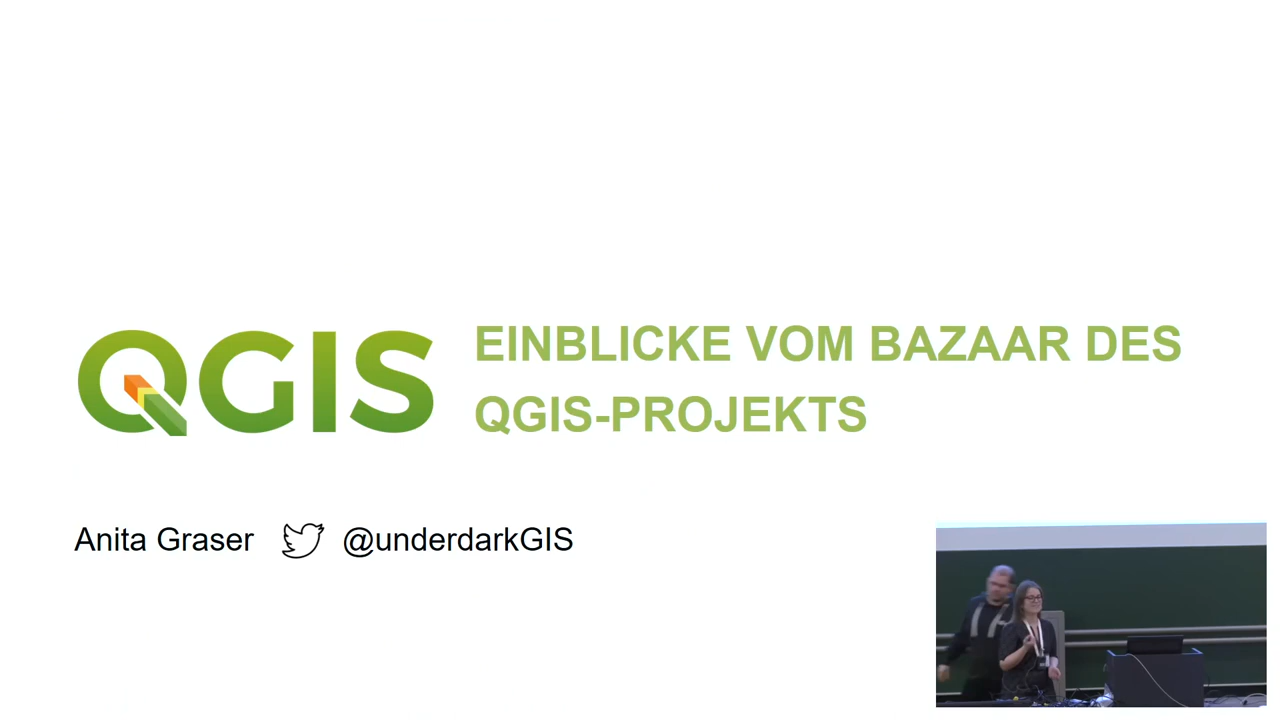 QGIS
EINBLICKE VOM BAZAAR DES
QGIS-PROJEKTS
Anita Graser @underdarkGIS